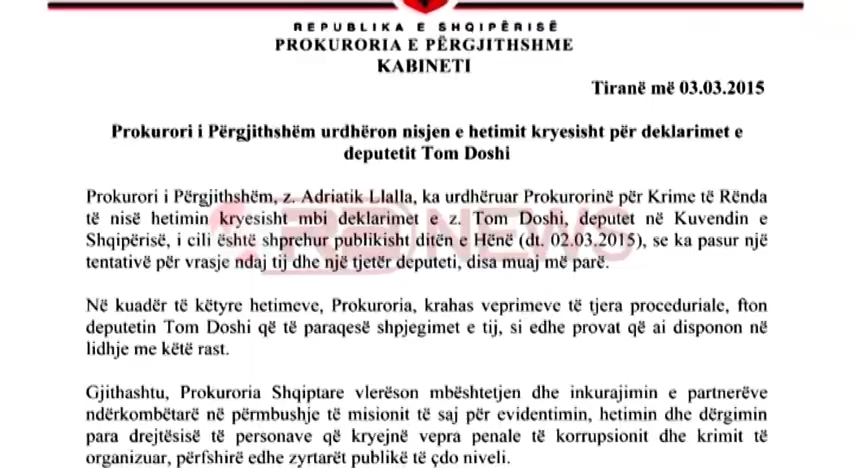 REPUBLIKA E SHQIPËRISË
PROKURORIA E PËRGJITHSHME
KABINETI
Tiranë më 03.03.2015
Prokurori i Përgjithshëm urdhëron nisjen e hetimit kryesisht për deklarimet e
deputetit Tom Doshi
Prokurori i Përgjithshëm, z. Adriatik Llalla, ka urdhëruar Prokurorinë për Krime të Rënda
të nisë hetimin kryesisht mbi deklarimet e z. Tom Doshi, deputet në Kuvendin e
Shqipërisë, i cili është shprehur publikisht ditën e Hënë (dt. 02.03.2015), se ka pasur një
tentativë për vrasje ndaj tij dhe një tjetër deputeti, disa muaj më parë.
Në kuadër të këtyre hetimeve, Prokuroria, krahas veprimeve të tjera proceduriale, fton
deputetin Tom Doshi që të paraqesë shpjegimet e tij, si edhe provat që ai disponon në
lidhje me këtë rast.
Gjithashtu, Prokuroria Shqiptare vlerëson mbështetjen dhe inkurajimin e partnerëve
ndërkombëtarë në përmbushje të misionit të saj për evidentimin, hetimin dhe dërgimin
para drejtësisë të personave që kryejnë vepra penale të korrupsionit dhe krimit të
organizuar, përfshirë edhe zyrtarët publikë të çdo niveli.
NEWS